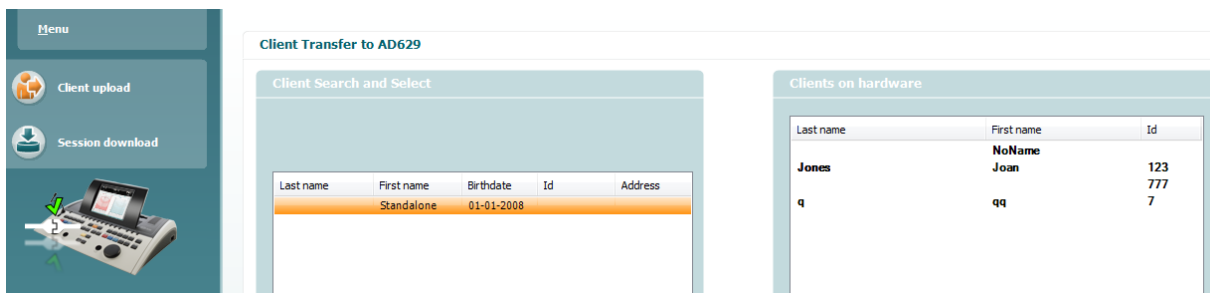 Menu
Client upload
Session download
Client Transfer to AD629
Client Search and Select
Last name First name Birthdate Id Address
Standalone 01-01-2008
Clients on hardware
Last name First name Id
NoName
Jones Joan 123
777
q qq 7